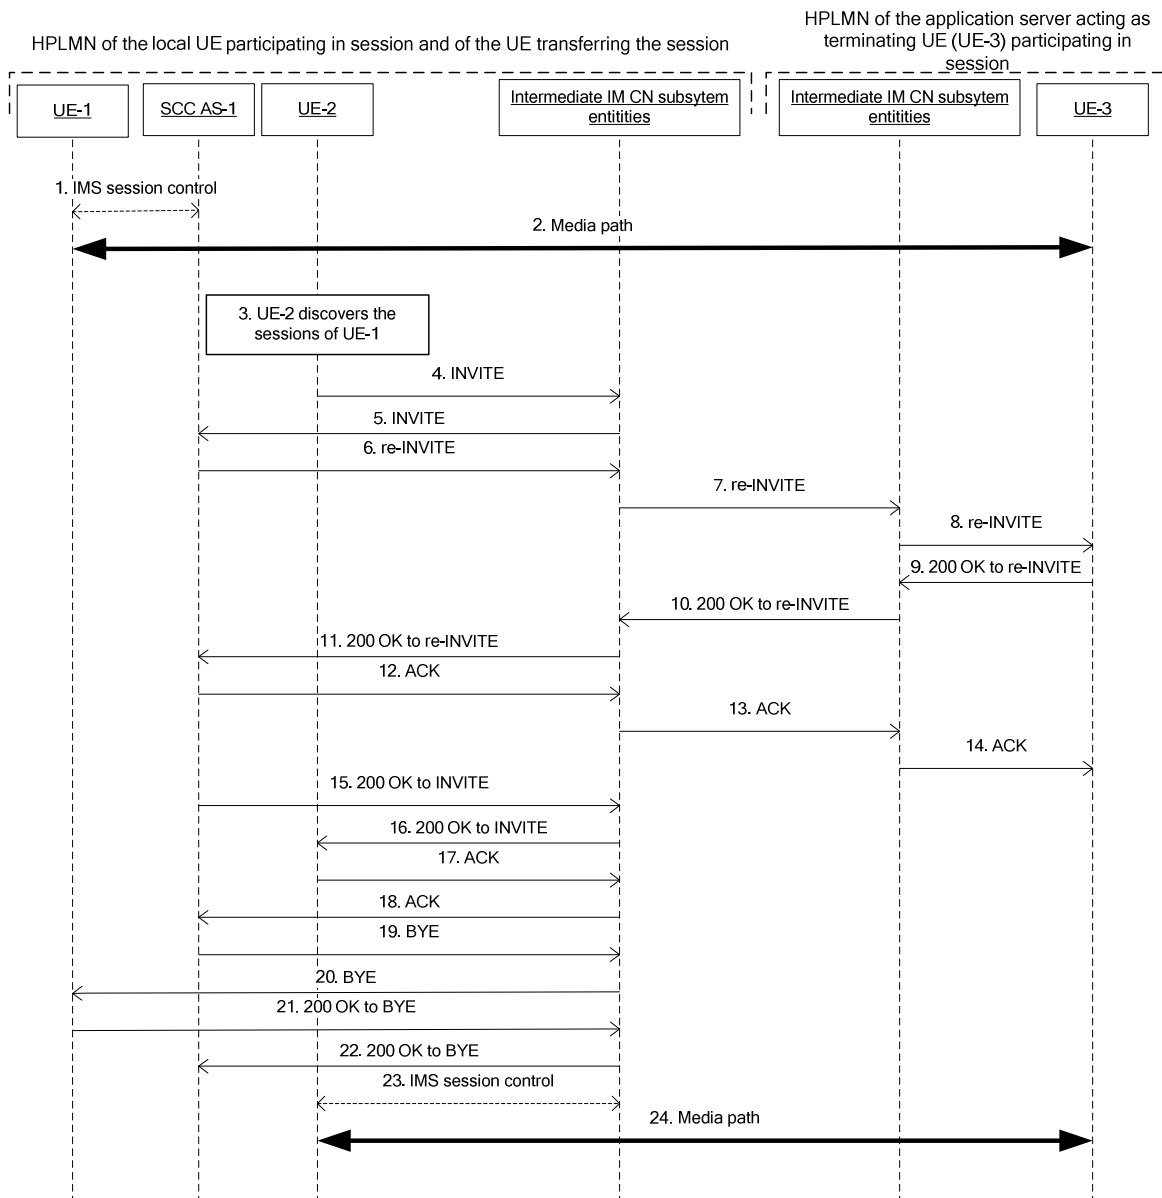 HPLMN of the local UE participating in session and of the UE transferring the session
HPLMN of the application server acting as
terminating UE (UE-3) participating in
session
UE-1
SCC AS-1
UE-2
Intermediate IM CN subsytem
entitities
Intermediate IM CN subsytem
entitities
UE-3
1. IMS session control
2. Media path
3. UE-2 discovers the
sessions of UE-1
4. INVITE
5. INVITE
6. re-INVITE
7. re-INVITE
8. re-INVITE
9. 200 OK to re-INVITE
10. 200 OK to re-INVITE
11. 200 OK to re-INVITE
12. ACK
13. ACK
14. ACK
15. 200 OK to INVITE
16. 200 OK to INVITE
17. ACK
18. ACK
19. BYE
20. BYE
21. 200 OK to BYE
22. 200 OK to BYE
23. IMS session control
24. Media path